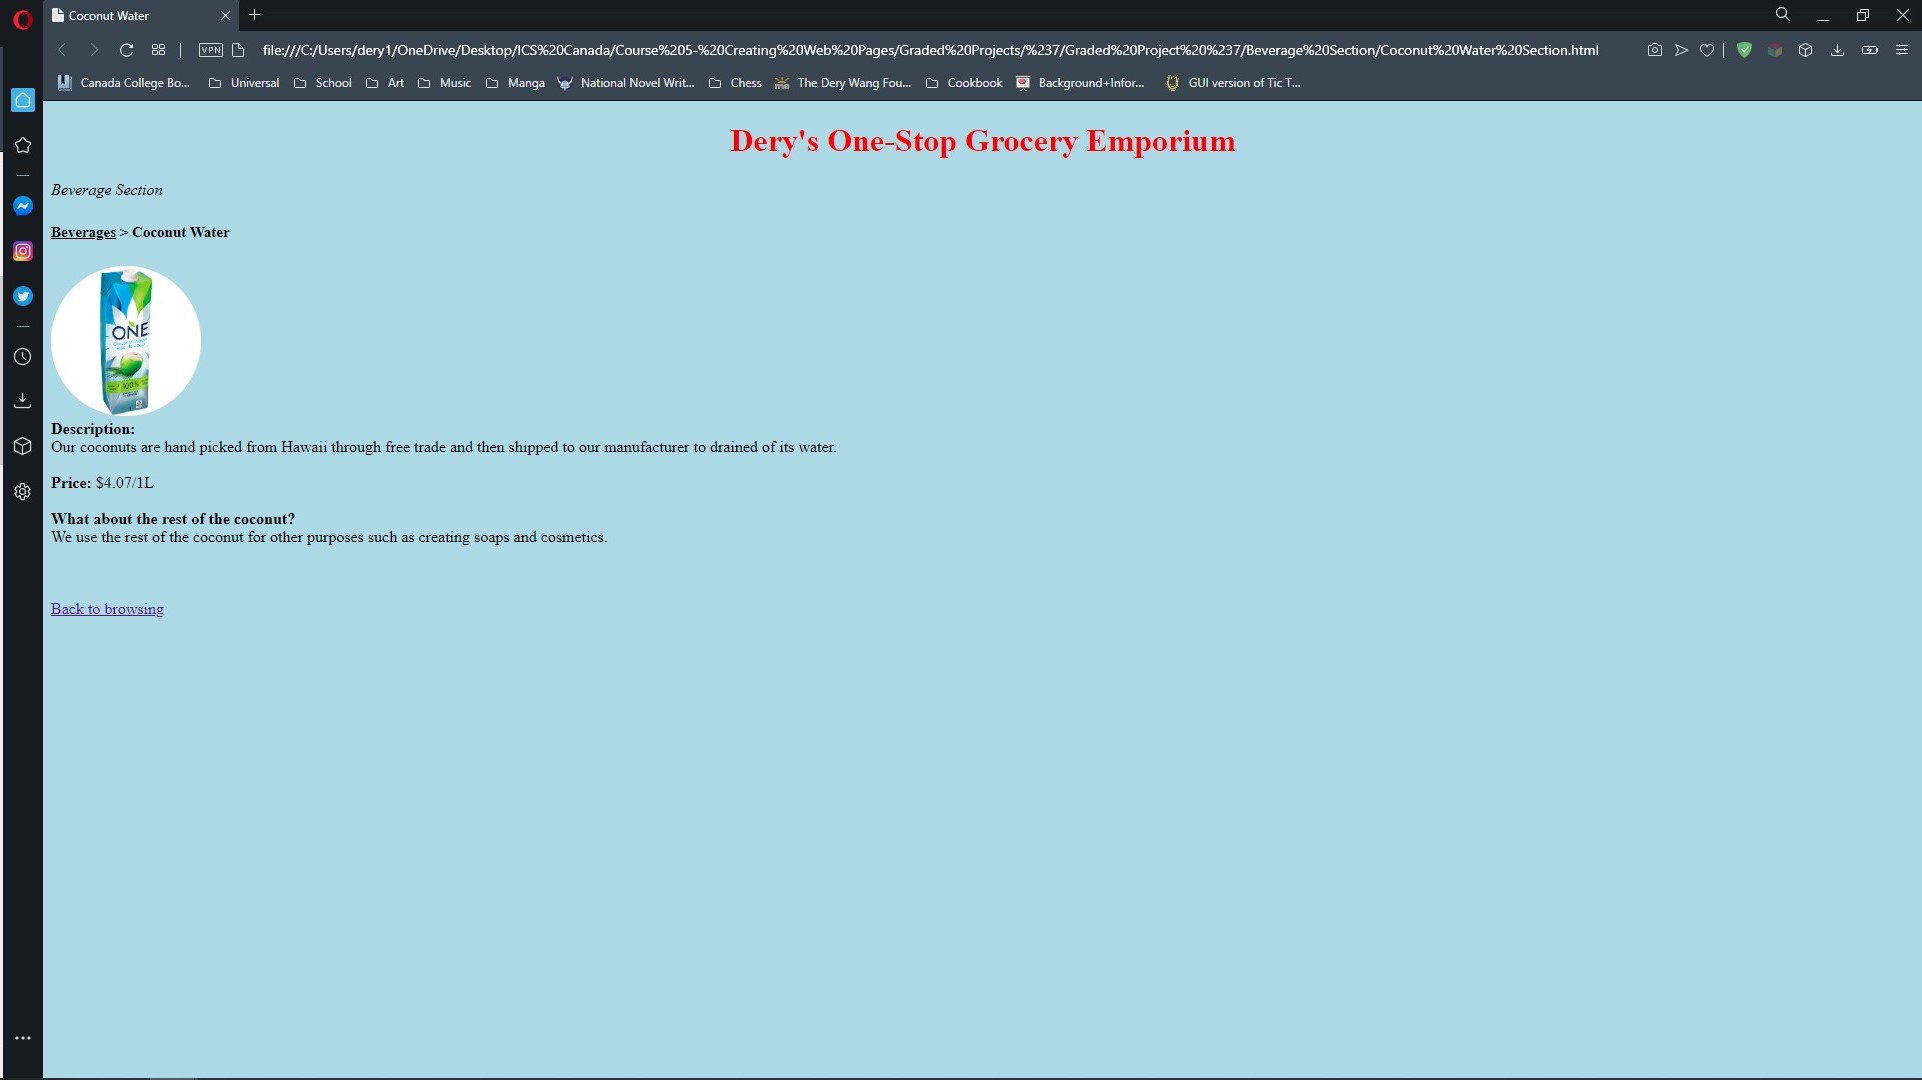 Coconut Water
VPN
file:///C:/Users/dery1/OneDrive/Desktop/ICS%20Canada/Course%205-%20Creating%20Web%20Pages/Graded%20Projects/%237/Graded%20Project%20%237/Beverage%20Section/Coconut%20Water%20Section.html
Canada College Bo... Universal School Art Music Manga National Novel Writ... Chess The Dery Wang Fou... Cookbook Background+Infor... GUI version of Tic T...
Dery's One-Stop Grocery Emporium
Beverage Section
Beverages > Coconut Water
ONE
100%
Description:
Our coconuts are hand picked from Hawaii through free trade and then shipped to our manufacturer to drained of its water.
Price: $4.07/1L
What about the rest of the coconut?
We use the rest of the coconut for other purposes such as creating soaps and cosmetics.
Back to browsing